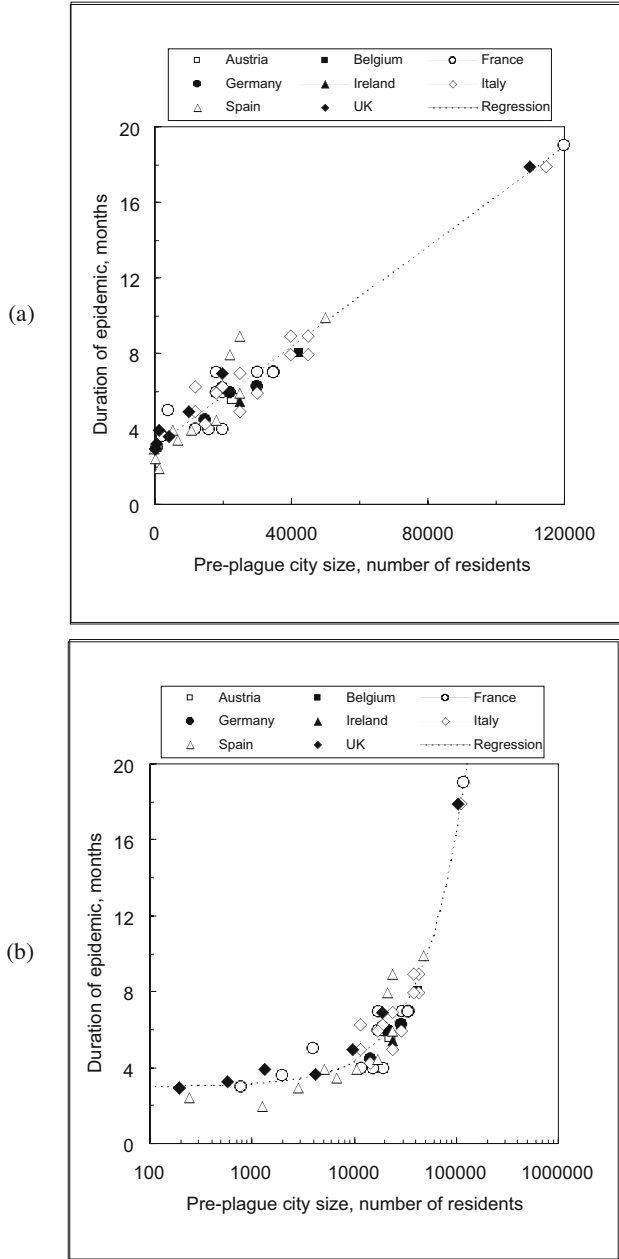 (a)
Austria Belgium France
Germany Ireland Italy
Spain UK Regression
20
16
12
8
4
0
Duration of epidemic, months
0 40000 80000 120000
Pre-plague city size, number of residents
(b)
Austria Belgium France
Germany Ireland Italy
Spain UK Regression
20
16
12
8
4
0
Duration of epidemic, months
100 1000 10000 100000 1000000
Pre-plague city size, number of residents